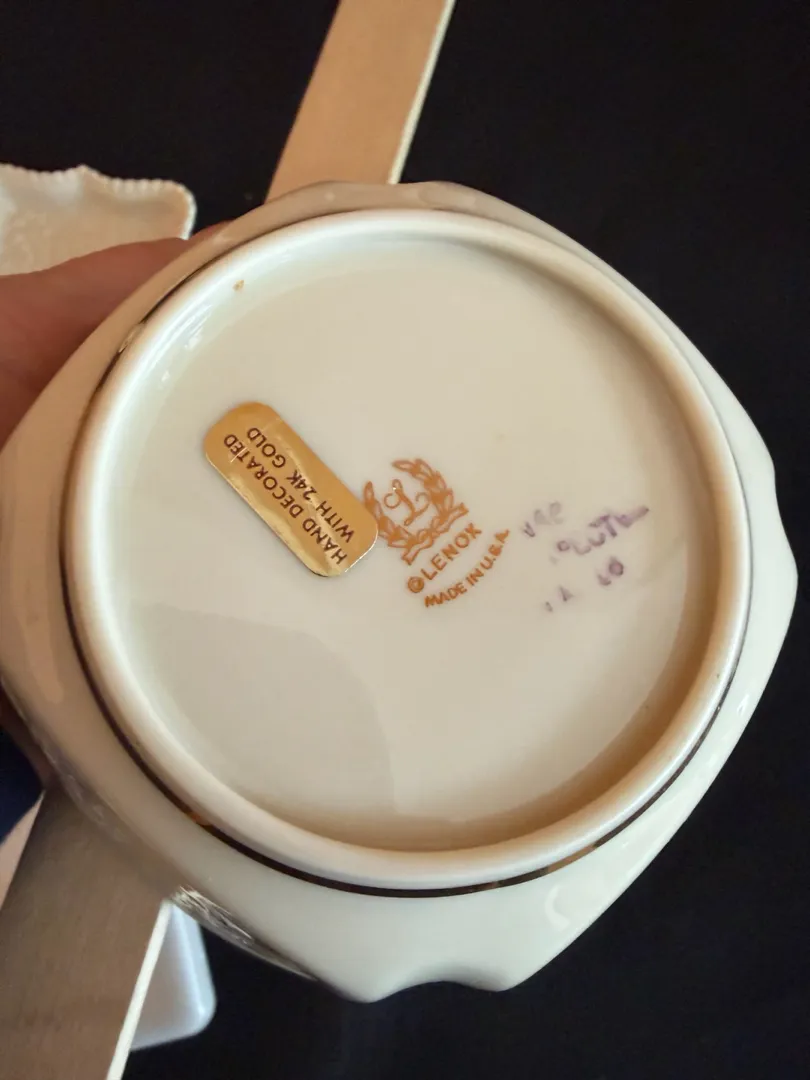 HAND DECORATED
WITH 24K GOLD
L
© LENOX
MADE IN U.S.A.